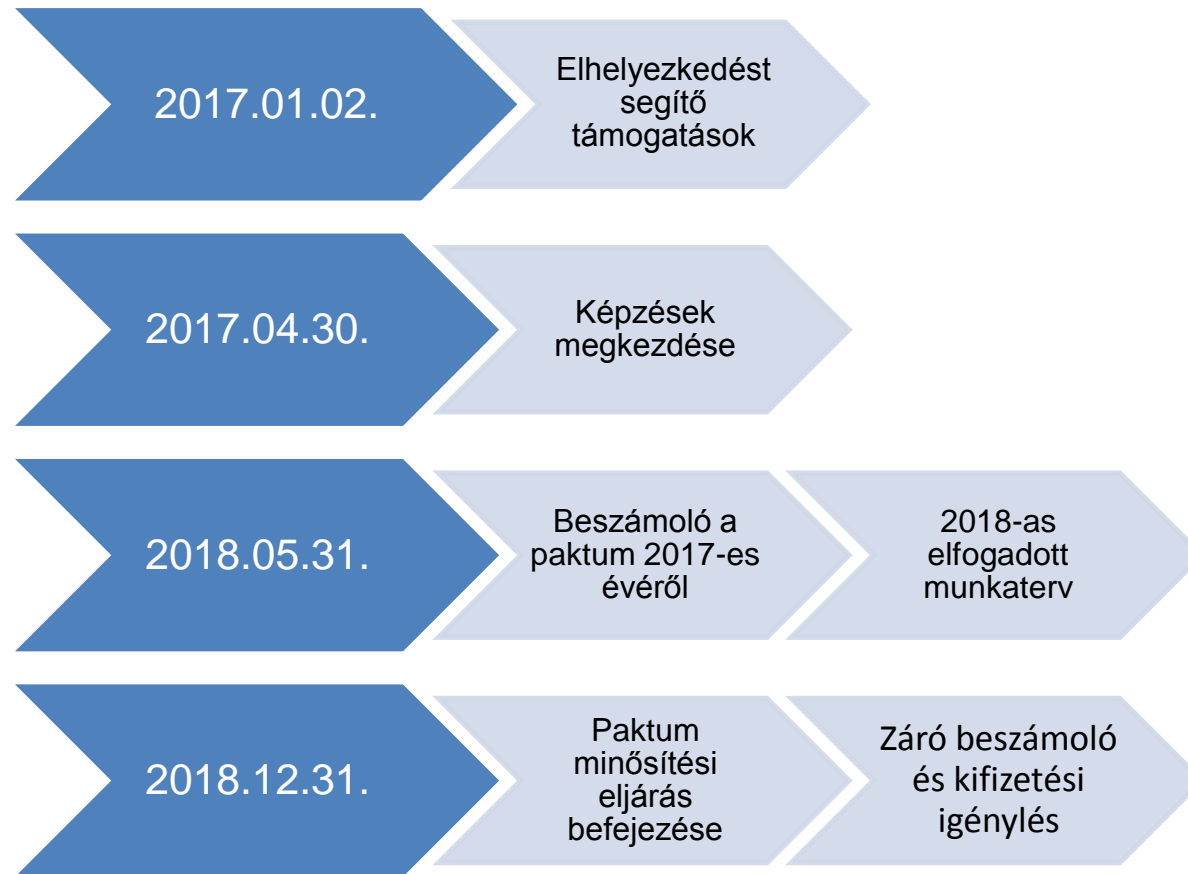 2017.01.02.
Elhelyezkedést
segítő
támogatások
2017.04.30.
Képzések
megkezdése
2018.05.31.
Beszámoló a
paktum 2017-es
évéről
2018-as
elfogadott
munkaterv
2018.12.31.
Paktum
minősítési
eljárás
befejezése
Záró beszámoló
és kifizetési
igénylés